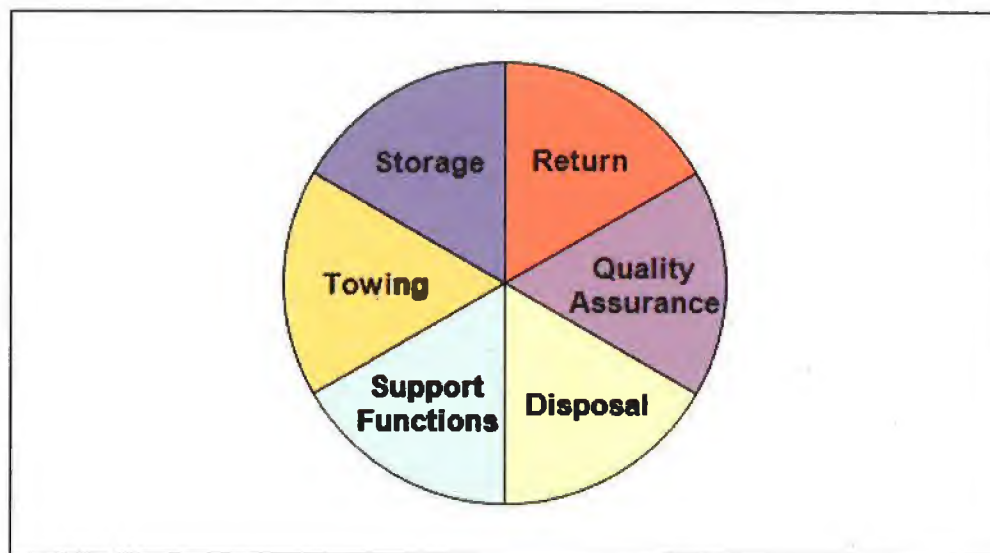 Storage
Return
Towing
Quality
Assurance
Support
Functions
Disposal